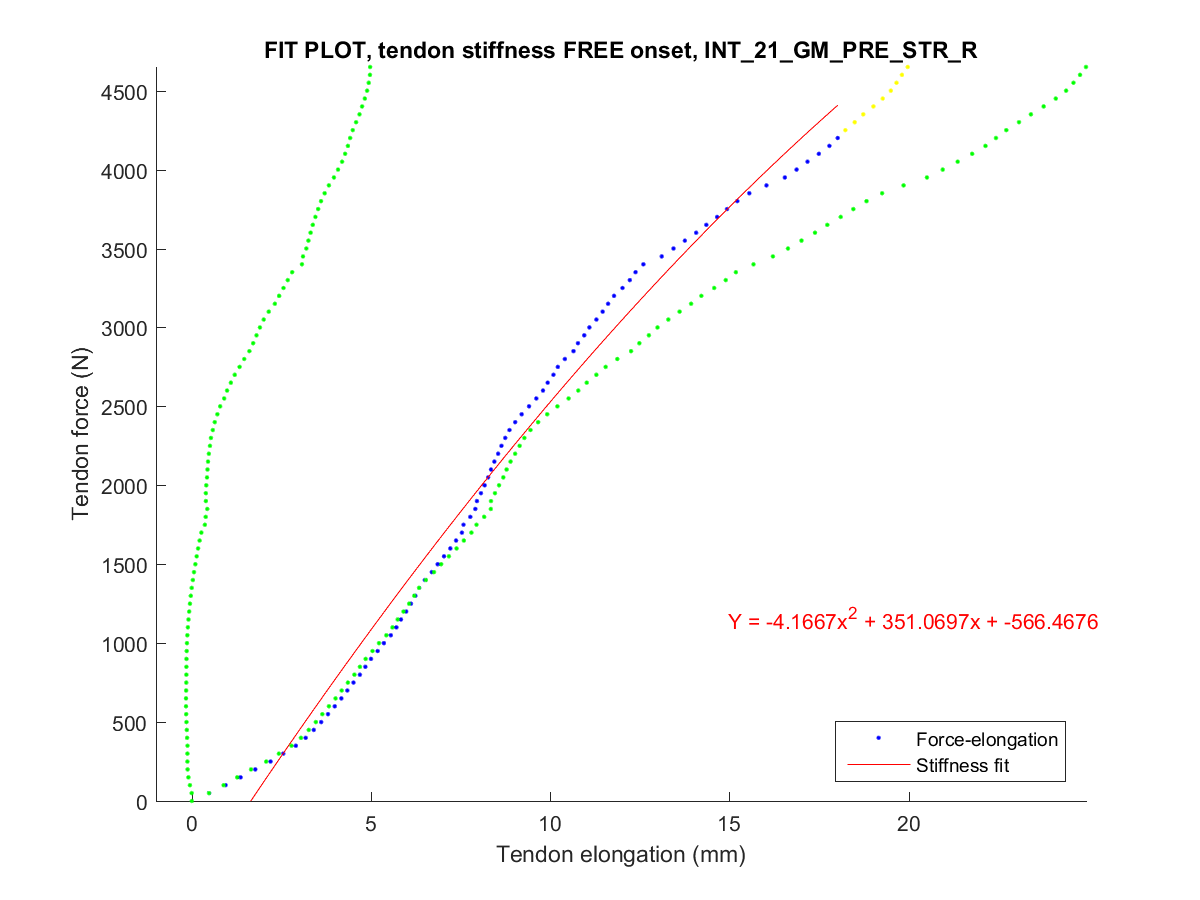 FIT PLOT, tendon stiffness FREE onset, INT_21_GM_PRE_STR_R
4500
4000
3500
3000
2500
2000
1500
1000
500
0
Tendon force (N)
Y = -4.1667x² + 351.0697x + -566.4676
Force-elongation
Stiffness fit
0 5 10 15 20
Tendon elongation (mm)